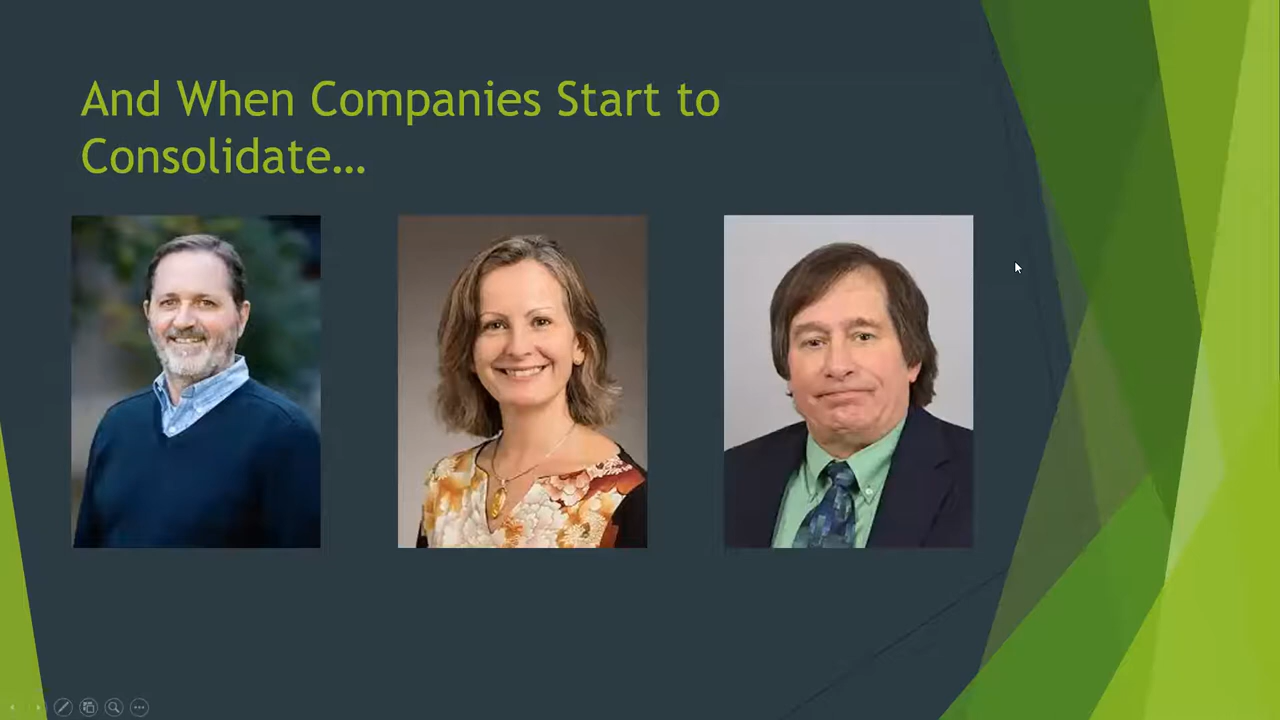 And When Companies Start to
Consolidate…